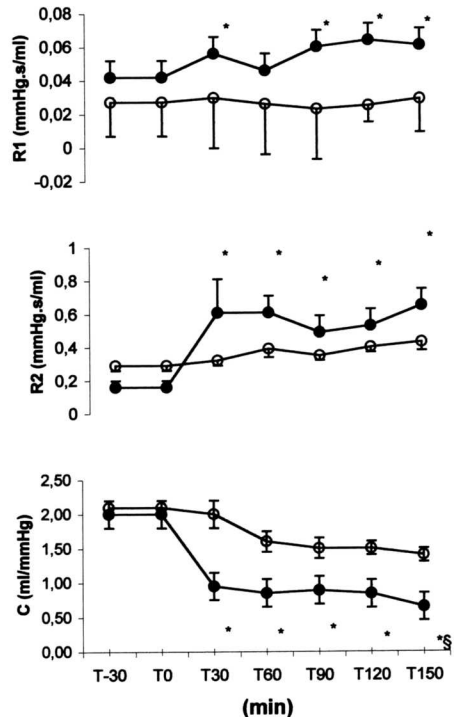 0,08
0,06
0,04
0,02
0
-0,02
R1 (mmHg.s/ml)
* * * *
1
0,8
0,6
0,4
0,2
0
R2 (mmHg.s/ml)
* * * * *
2,50
2,00
1,50
1,00
0,50
0,00
C (ml/mmHg)
* * * * *§
T-30 T0 T30 T60 T90 T120 T150
(min)